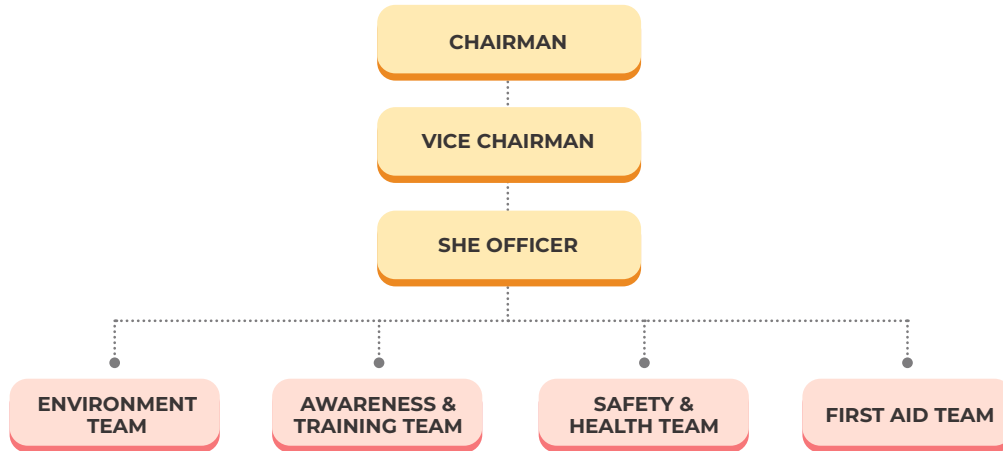 CHAIRMAN
VICE CHAIRMAN
SHE OFFICER
ENVIRONMENT
TEAM
AWARENESS &
TRAINING TEAM
SAFETY &
HEALTH TEAM
FIRST AID TEAM